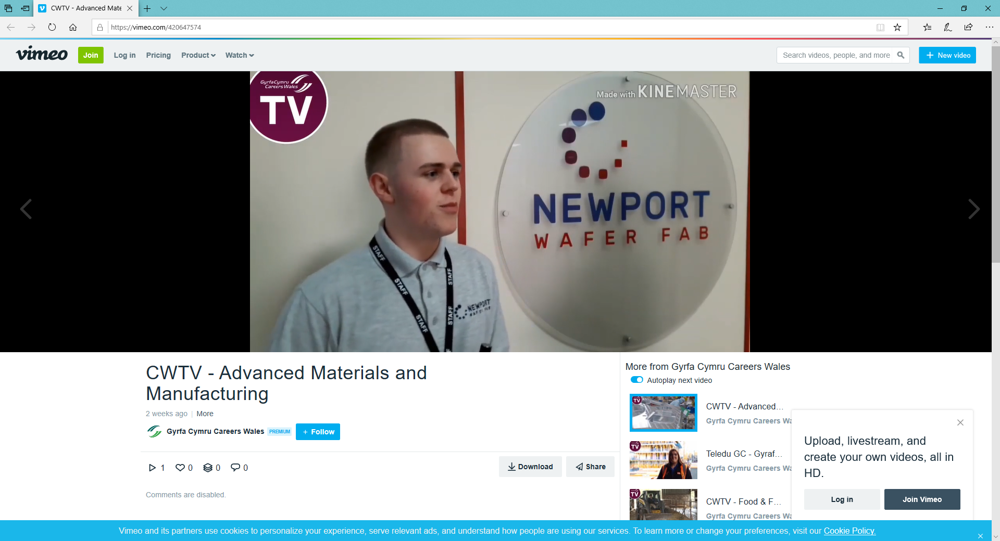 CWTV - Advanced Mate
https://vimeo.com/420647574
vimeo
Join
Log in
Pricing
Product
Watch
Search videos, people, and more
New video
GyrfaCymru
CareersWales
TV
Made with KINEMASTER
NEWPORT
WAFER FAB
STAFF
STAFF
STAFF
STAFF
STAFF
NEWPORT
WAFER FAB
CWTV - Advanced Materials and
Manufacturing
2 weeks ago | More
Gyrfa Cymru Careers Wales PREMIUM + Follow
1 0 0 0
Download
Share
Comments are disabled.
More from Gyrfa Cymru Careers Wales
Autoplay next video
TV
CWTV - Advanced...
Gyrfa Cymru Careers Wa
TV
Teledu GC - Gyraf...
Gyrfa Cymru Careers Wa
TV
CWTV - Food & F...
Gyrfa Cymru Careers Wa
Upload, livestream, and
create your own videos, all in
HD.
Log in
Join Vimeo
Vimeo and its partners use cookies to personalize your experience, serve relevant ads, and understand how people are using our services. To learn more or change your preferences, visit our Cookie Policy.